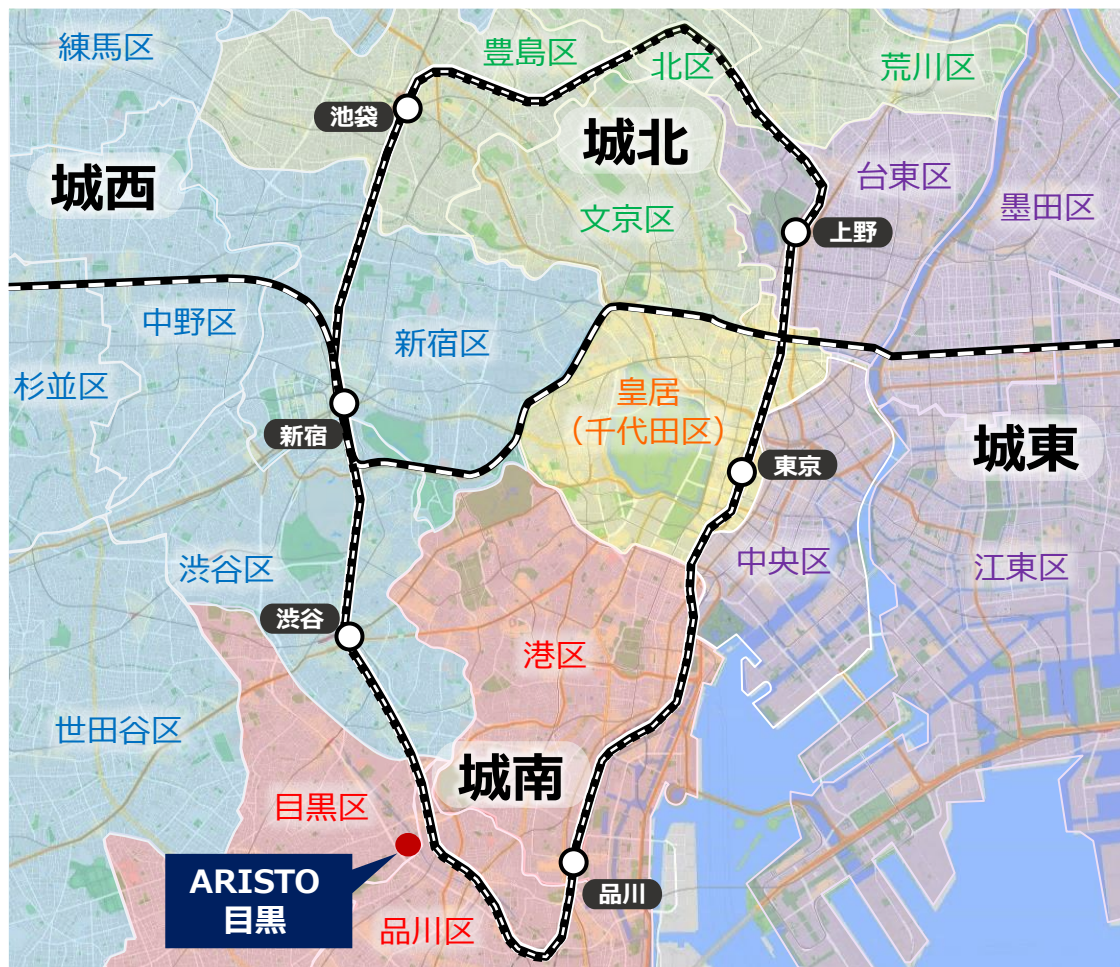 練馬区
豊島区
北区
荒川区
池袋
城北
城西
台東区
墨田区
文京区
上野
中野区
新宿区
杉並区
皇居
(千代田区)
新宿
東京
城東
渋谷区
中央区
江東区
渋谷
港区
世田谷区
城南
目黒区
ARISTO
目黒
品川
品川区